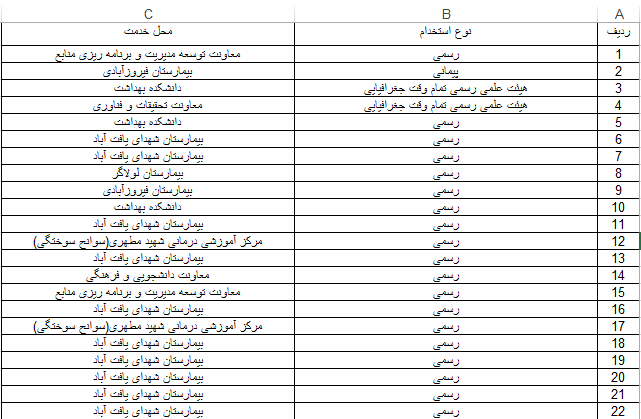 A B C
ردیف نوع استخدام محل خدمت
1 رسمی معاونت توسعه مدیریت و برنامه ریزی منابع
2 پیمانی بیمارستان فیروزآبادی
3 هیئت علمی رسمی تمام وقت جغرافیایی دانشکده بهداشت
4 هیئت علمی رسمی تمام وقت جغرافیایی معاونت تحقیقات و فناوری
5 رسمی دانشکده بهداشت
6 رسمی بیمارستان شهدای یافت آباد
7 رسمی بیمارستان شهدای یافت آباد
8 رسمی بیمارستان لولاگر
9 رسمی بیمارستان فیروزآبادی
10 رسمی دانشکده بهداشت
11 رسمی بیمارستان شهدای یافت آباد
12 رسمی مرکز آموزشی درمانی شهید مطهری(سوانح سوختگی)
13 رسمی بیمارستان شهدای یافت آباد
14 رسمی معاونت دانشجویی و فرهنگی
15 رسمی معاونت توسعه مدیریت و برنامه ریزی منابع
16 رسمی بیمارستان شهدای یافت آباد
17 رسمی مرکز آموزشی درمانی شهید مطهری(سوانح سوختگی)
18 رسمی بیمارستان شهدای یافت آباد
19 رسمی بیمارستان شهدای یافت آباد
20 رسمی بیمارستان شهدای یافت آباد
21 رسمی بیمارستان شهدای یافت آباد
22 رسمی بیمارستان شهدای یافت آباد